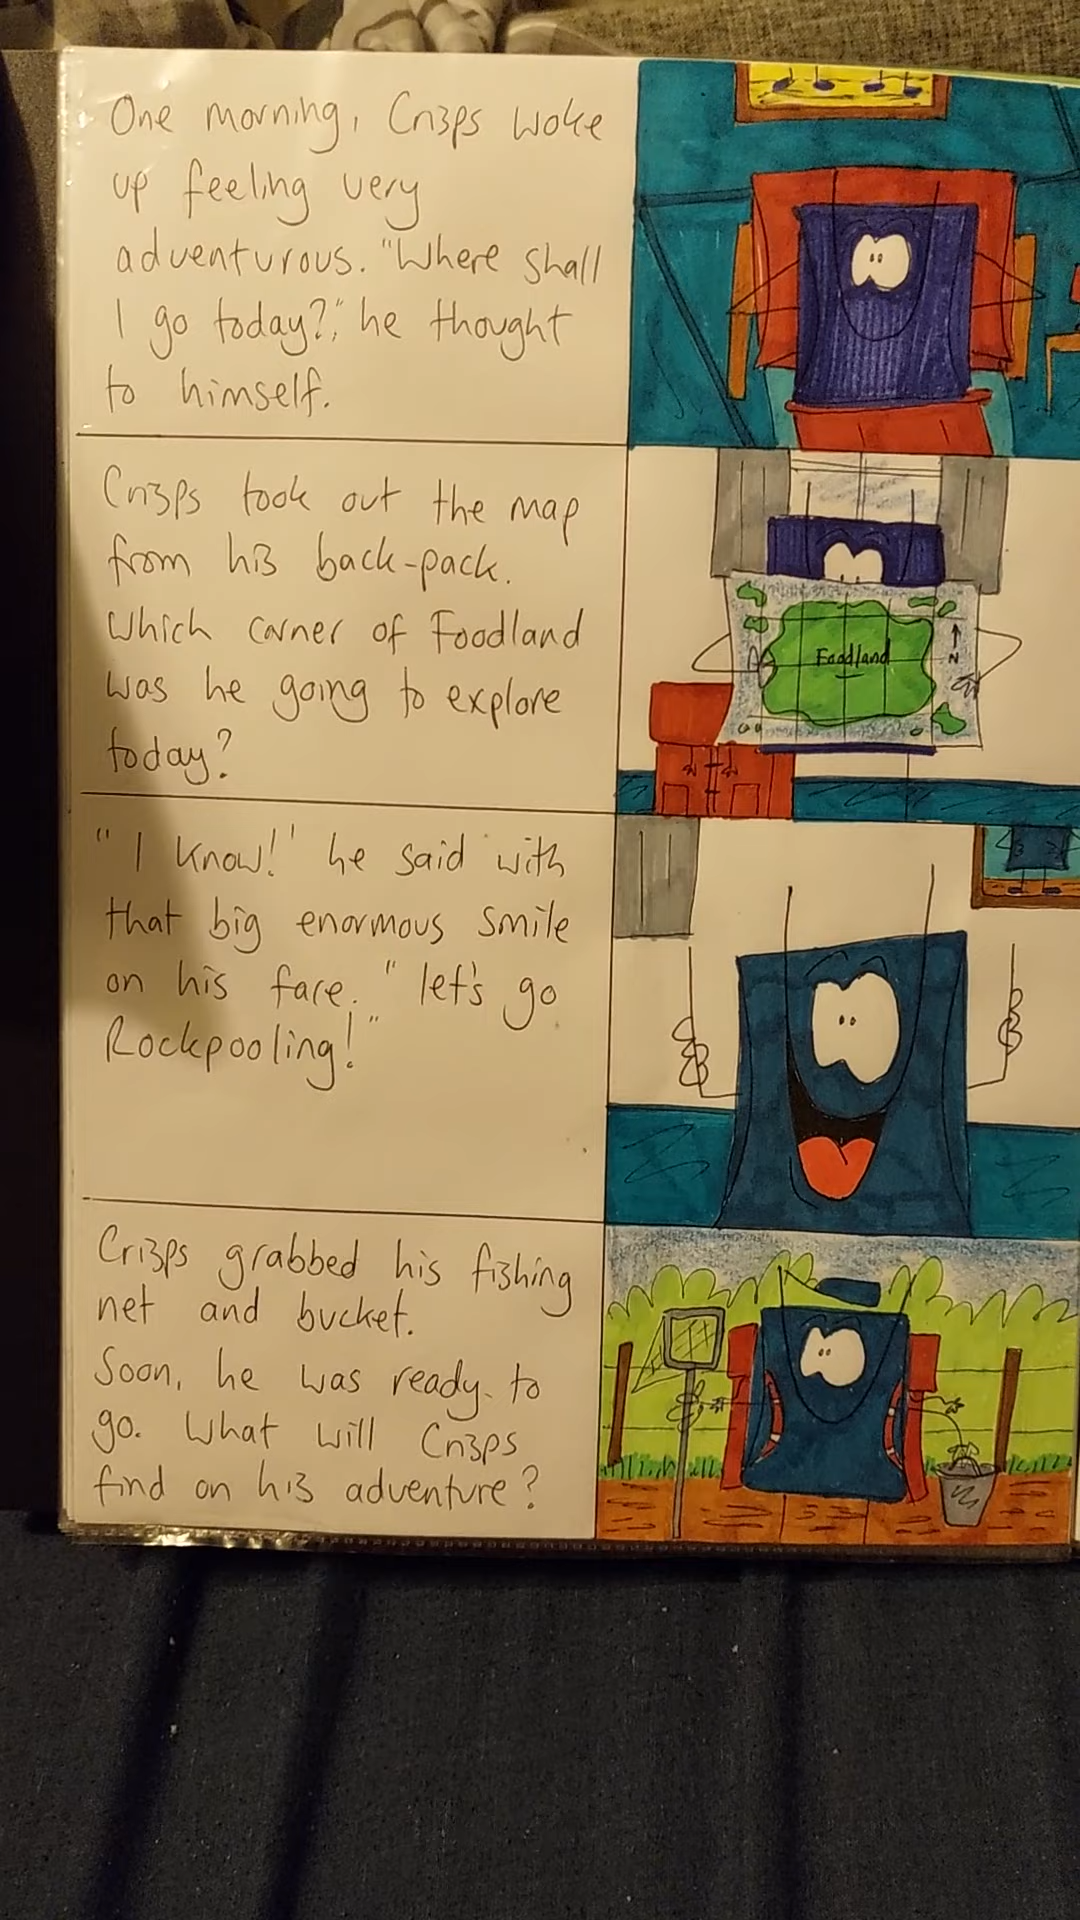 One morning, Crisps woke
up feeling very
adventurous. "Where shall
I go today?," he thought
to himself.
Crisps took out the map
from his back-pack.
Which corner of Foodland
was he going to explore
today?
Foodland
N
"I know!' he said with
that big enormous smile
on his face. "let's go
Rockpooling!"
Crisps grabbed his fishing
net and bucket.
Soon, he was ready to
go. What will Crisps
find on his adventure?